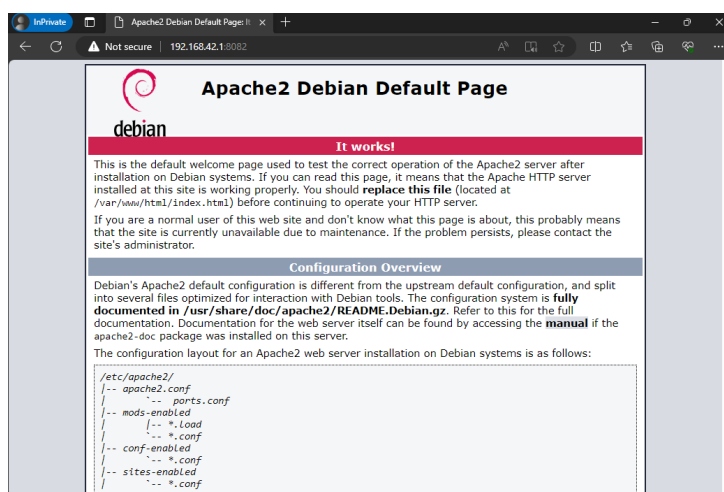 InPrivate
Apache2 Debian Default Page: It
Not secure
192.168.42.1:8082
debian
Apache2 Debian Default Page
It works!
This is the default welcome page used to test the correct operation of the Apache2 server after
installation on Debian systems. If you can read this page, it means that the Apache HTTP server
installed at this site is working properly. You should replace this file (located at
/var/www/html/index.html) before continuing to operate your HTTP server.
If you are a normal user of this web site and don't know what this page is about, this probably means
that the site is currently unavailable due to maintenance. If the problem persists, please contact the
site's administrator.
Configuration Overview
Debian's Apache2 default configuration is different from the upstream default configuration, and split
into several files optimized for interaction with Debian tools. The configuration system is fully
documented in /usr/share/doc/apache2/README.Debian.gz. Refer to this for the full
documentation. Documentation for the web server itself can be found by accessing the manual if the
apache2-doc package was installed on this server.
The configuration layout for an Apache2 web server installation on Debian systems is as follows:
/etc/apache2/
|-- apache2.conf
|       `--  ports.conf
|-- mods-enabled
|       |-- *.load
|       `-- *.conf
|-- conf-enabled
|       `-- *.conf
|-- sites-enabled
|       `-- *.conf